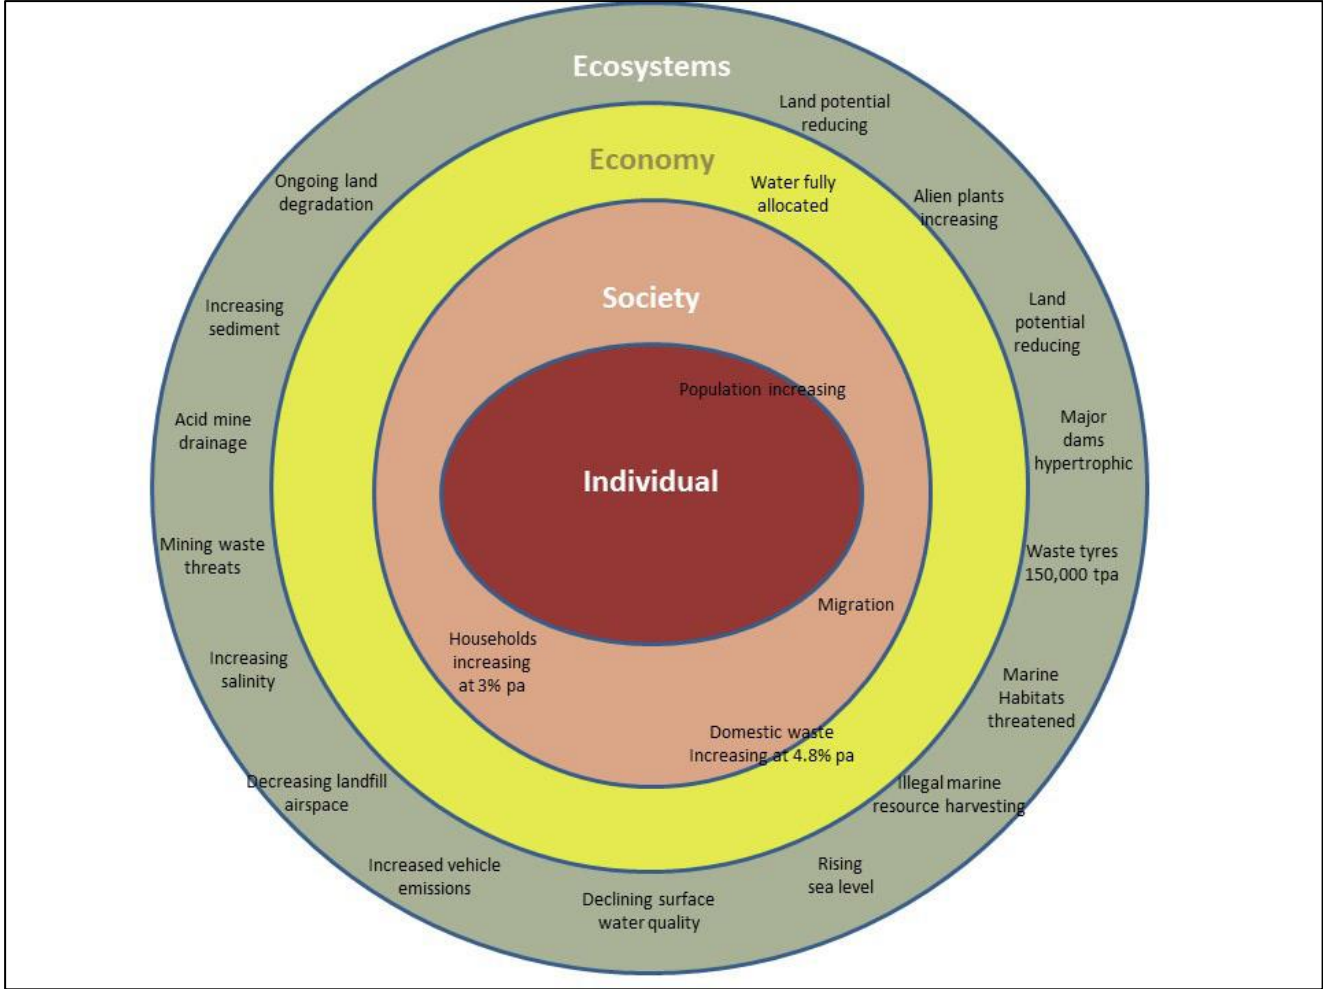 Ecosystems
Land potential
reducing
Economy
Water fully
allocated
Ongoing land
degradation
Alien plants
increasing
Increasing
sediment
Society
Land
potential
reducing
Population increasing
Acid mine
drainage
Major
dams
hypertrophic
Individual
Mining waste
threats
Waste tyres
150,000 tpa
Migration
Households
increasing
at 3% pa
Increasing
salinity
Marine
Habitats
threatened
Domestic waste
Increasing at 4.8% pa
Decreasing landfill
airspace
Illegal marine
resource harvesting
Increased vehicle
emissions
Rising
sea level
Declining surface
water quality